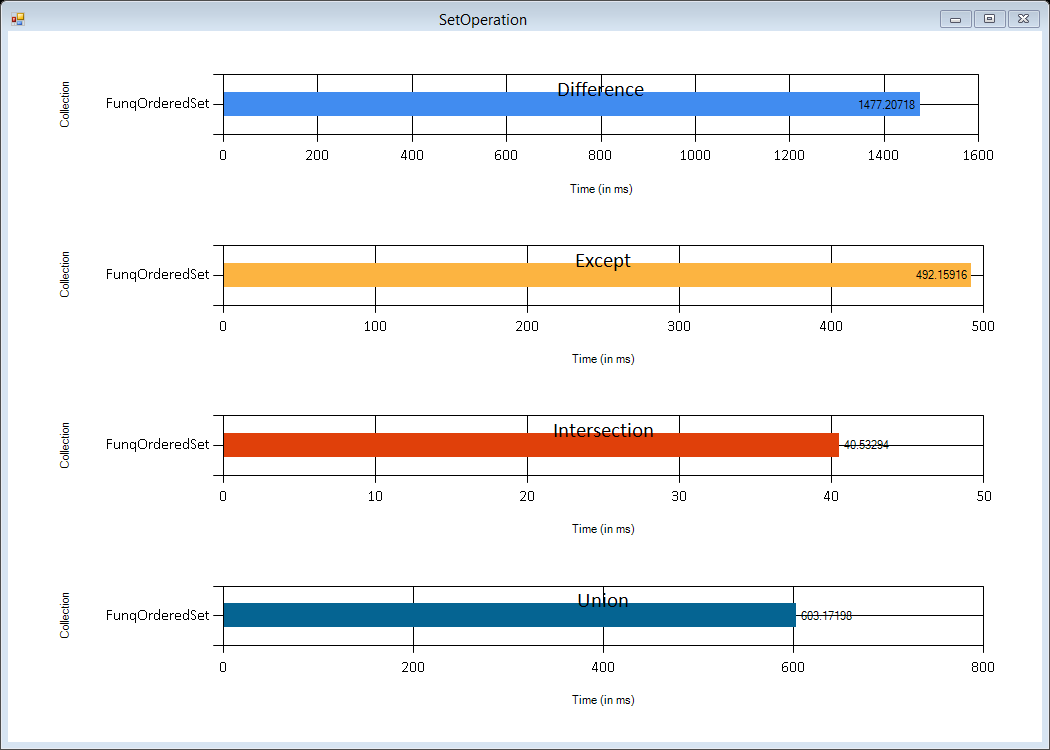 SetOperation
Difference
Collection
FunqOrderedSet
1477.20718
0 200 400 600 800 1000 1200 1400 1600
Time (in ms)
Except
Collection
FunqOrderedSet
492.15916
0 100 200 300 400 500
Time (in ms)
Intersection
Collection
FunqOrderedSet
40.53294
0 10 20 30 40 50
Time (in ms)
Union
Collection
FunqOrderedSet
603.17198
0 200 400 600 800
Time (in ms)